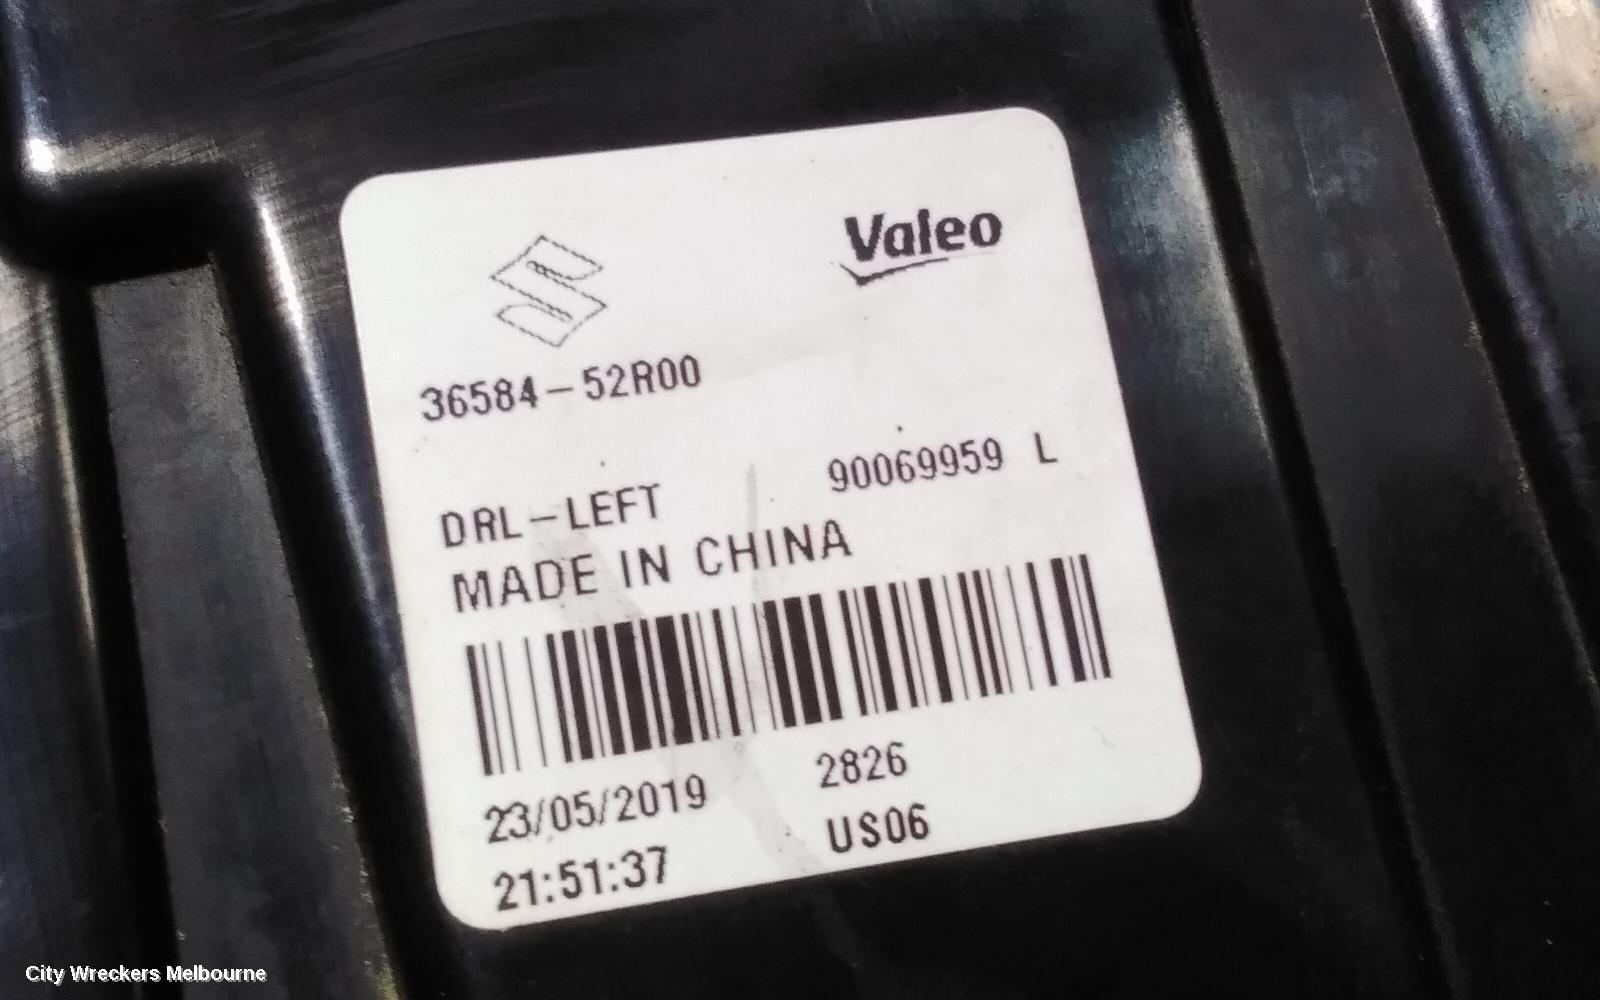 Valeo
36584-52R00
90069959 L
DRL-LEFT
MADE IN CHINA
23/05/2019 2826
21:51:37 US06
City Wreckers Melbourne